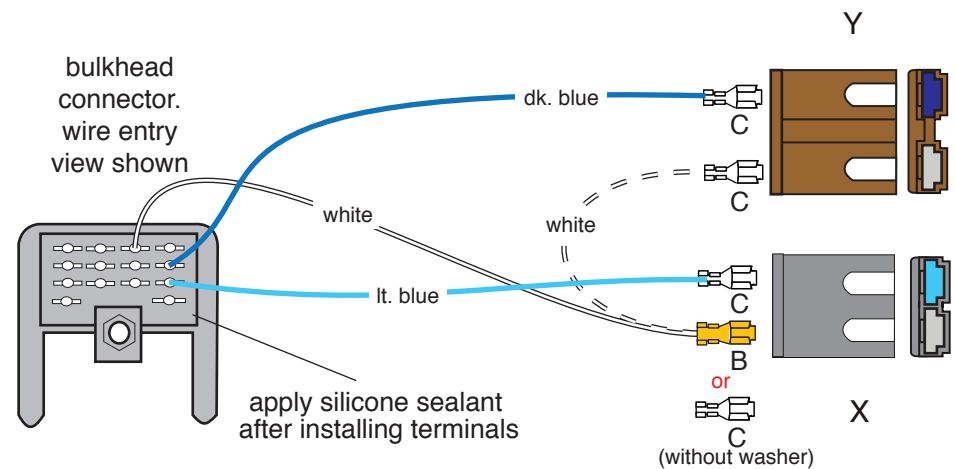 Y
bulkhead
connector.
wire entry
view shown
dk. blue
C
white
C
white
lt. blue
C
B
or
C
(without washer)
X
apply silicone sealant
after installing terminals